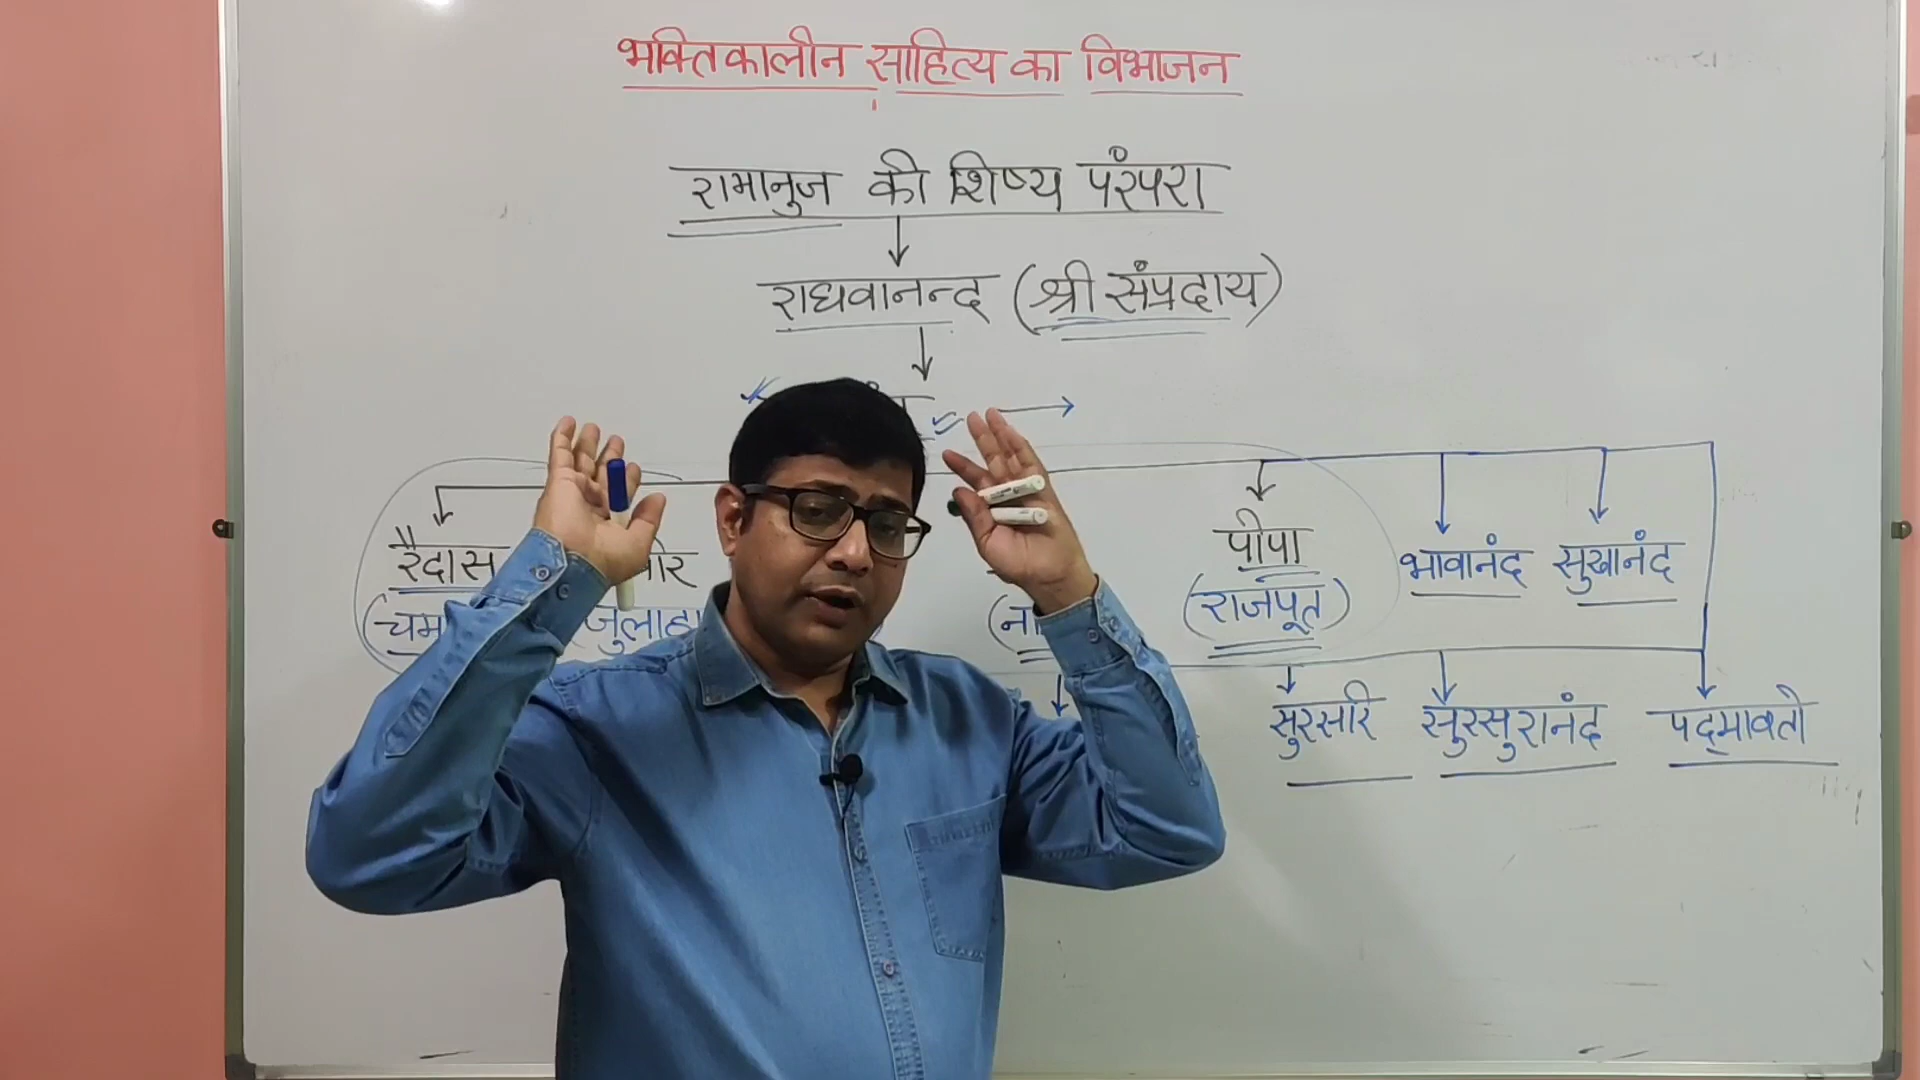 भक्तिकालीन साहित्य का विभाजन
रामानुज की शिष्य परंपरा
राघवानन्द (श्री संप्रदाय)
रैदास पीपा भावानंद सुखानंद
(जुलाहा (राजपूत)
सुरसरि सुरसुरानंद पद्मावती